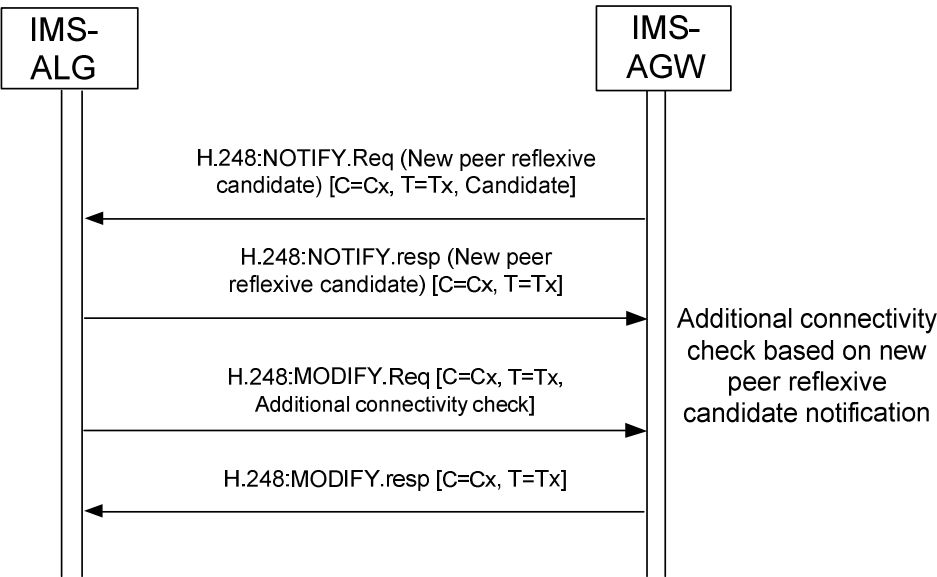 IMS-
ALG
IMS-
AGW
H.248:NOTIFY.Req (New peer reflexive
candidate) [C=Cx, T=Tx, Candidate]
H.248:NOTIFY.resp (New peer
reflexive candidate) [C=Cx, T=Tx]
Additional connectivity
check based on new
peer reflexive
candidate notification
H.248:MODIFY.Req [C=Cx, T=Tx,
Additional connectivity check]
H.248:MODIFY.resp [C=Cx, T=Tx]